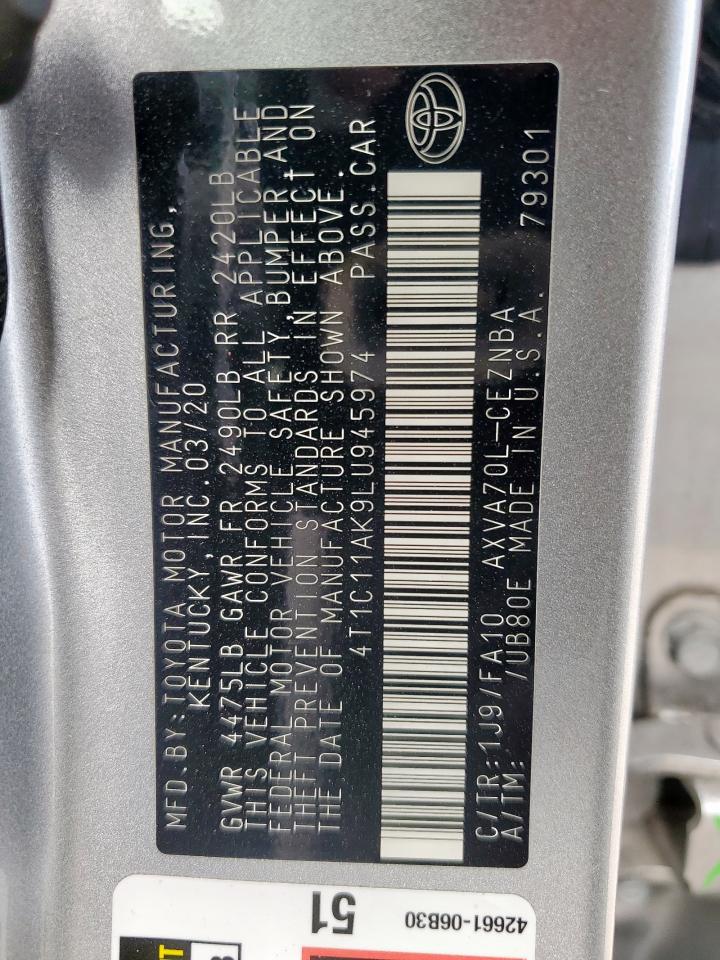 MFD.BY:TOYOTA MOTOR MANUFACTURING,
KENTUCKY, INC. 03/20
GVWR 4475LB GAWR FR 2490LB RR 2420LB
THIS VEHICLE CONFORMS TO ALL APPLICABLE
FEDERAL MOTOR VEHICLE SAFETY, BUMPER, AND
THEFT PREVENTION STANDARDS IN EFFECT ON
THE DATE OF MANUFACTURE SHOWN ABOVE.
4T1C11AK9LU945974 PASS.CAR
C/TR:1J9/FA10 AXVA70L-CEZNBA
A/TM: /UB80E MADE IN U.S.A. 79301
51
42661-06B30